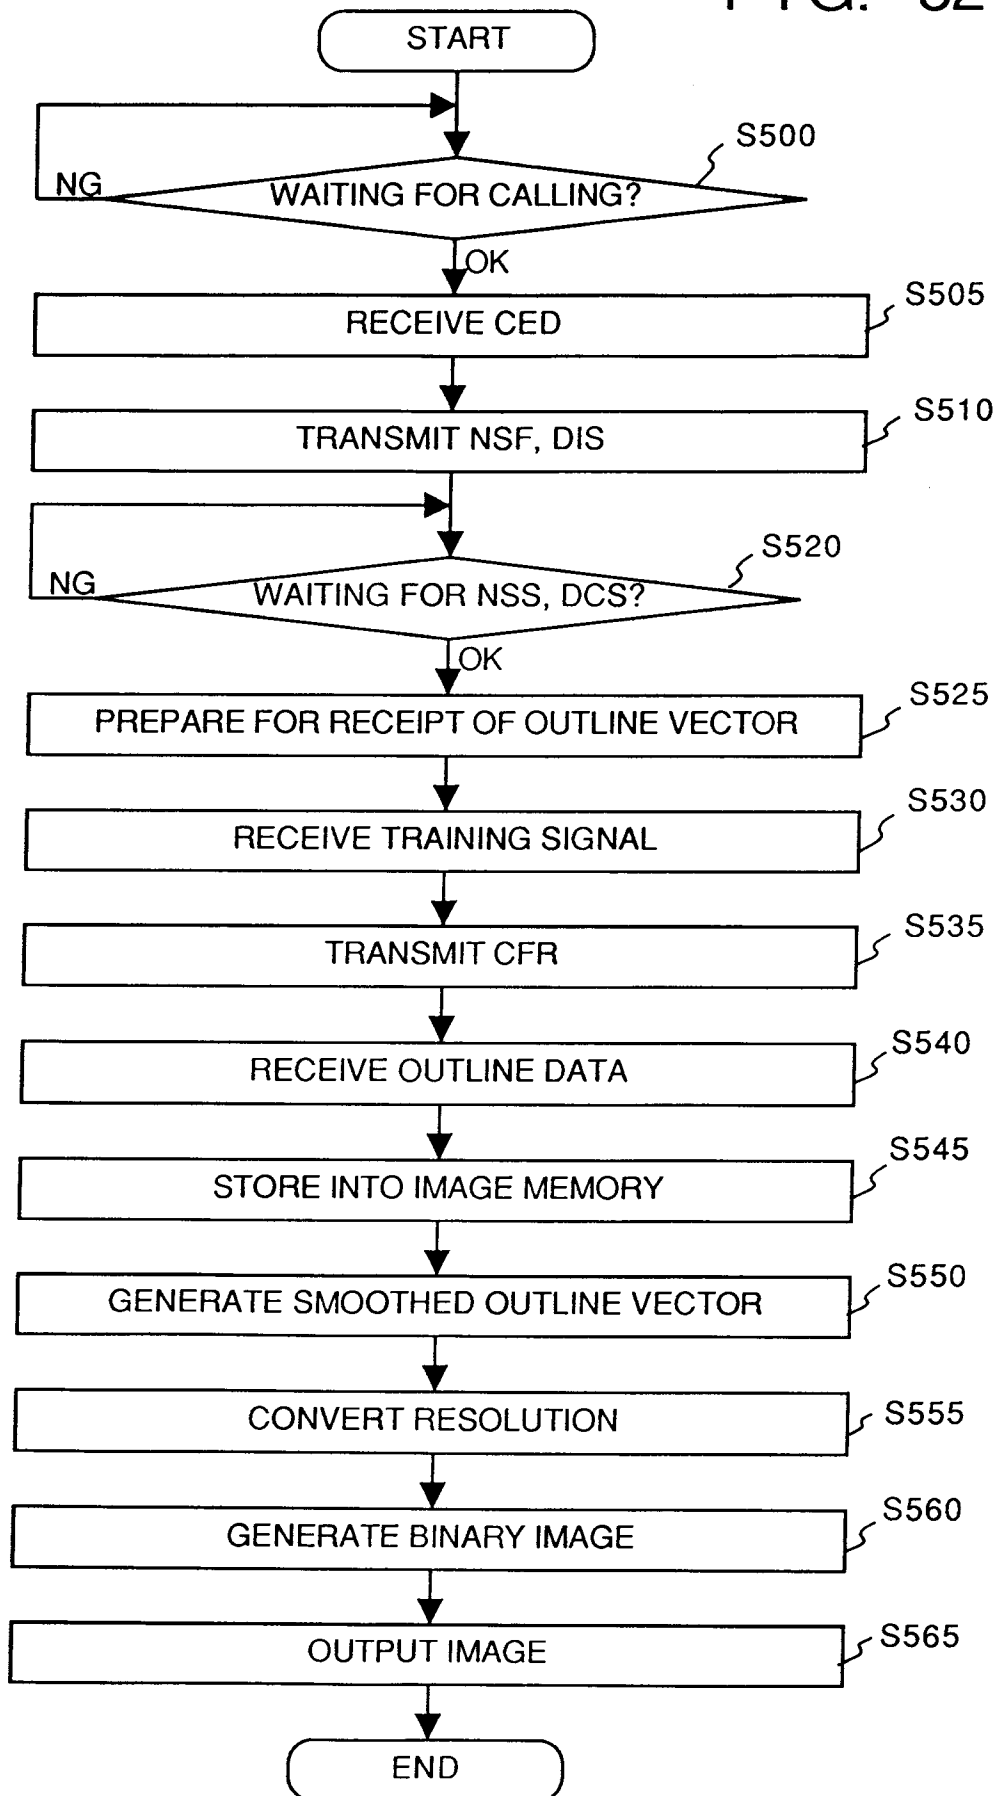 START
S500
NG
WAITING FOR CALLING?
OK
S505
RECEIVE CED
S510
TRANSMIT NSF, DIS
S520
NG
WAITING FOR NSS, DCS?
OK
S525
PREPARE FOR RECEIPT OF OUTLINE VECTOR
S530
RECEIVE TRAINING SIGNAL
S535
TRANSMIT CFR
S540
RECEIVE OUTLINE DATA
S545
STORE INTO IMAGE MEMORY
S550
GENERATE SMOOTHED OUTLINE VECTOR
S555
CONVERT RESOLUTION
S560
GENERATE BINARY IMAGE
S565
OUTPUT IMAGE
END